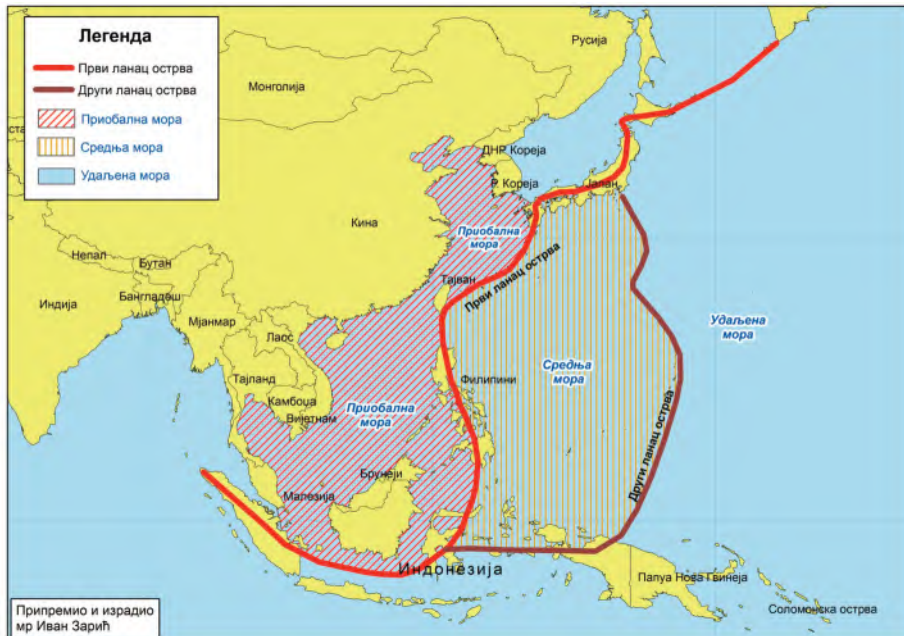 Легенда
Први ланац острва
Други ланац острва
Приобална мора
Средња мора
Удаљена мора
Русија
Монголија
ДНР Кореја
Р. Кореја
Јапан
Кина
Приобална
мора
Први ланац острва
Тајван
Непал
Бутан
Бангладеш
Индија
Мјанмар
Лаос
Тајланд
Камбоџа
Вијетнам
Филипини
Средња
мора
Удаљена
мора
Приобална
мора
Други ланац острва
Брунеји
Малезија
Индонезија
Папуа Нова Гвинеја
Соломонска острва
Припремио и израдио
мр Иван Зарић